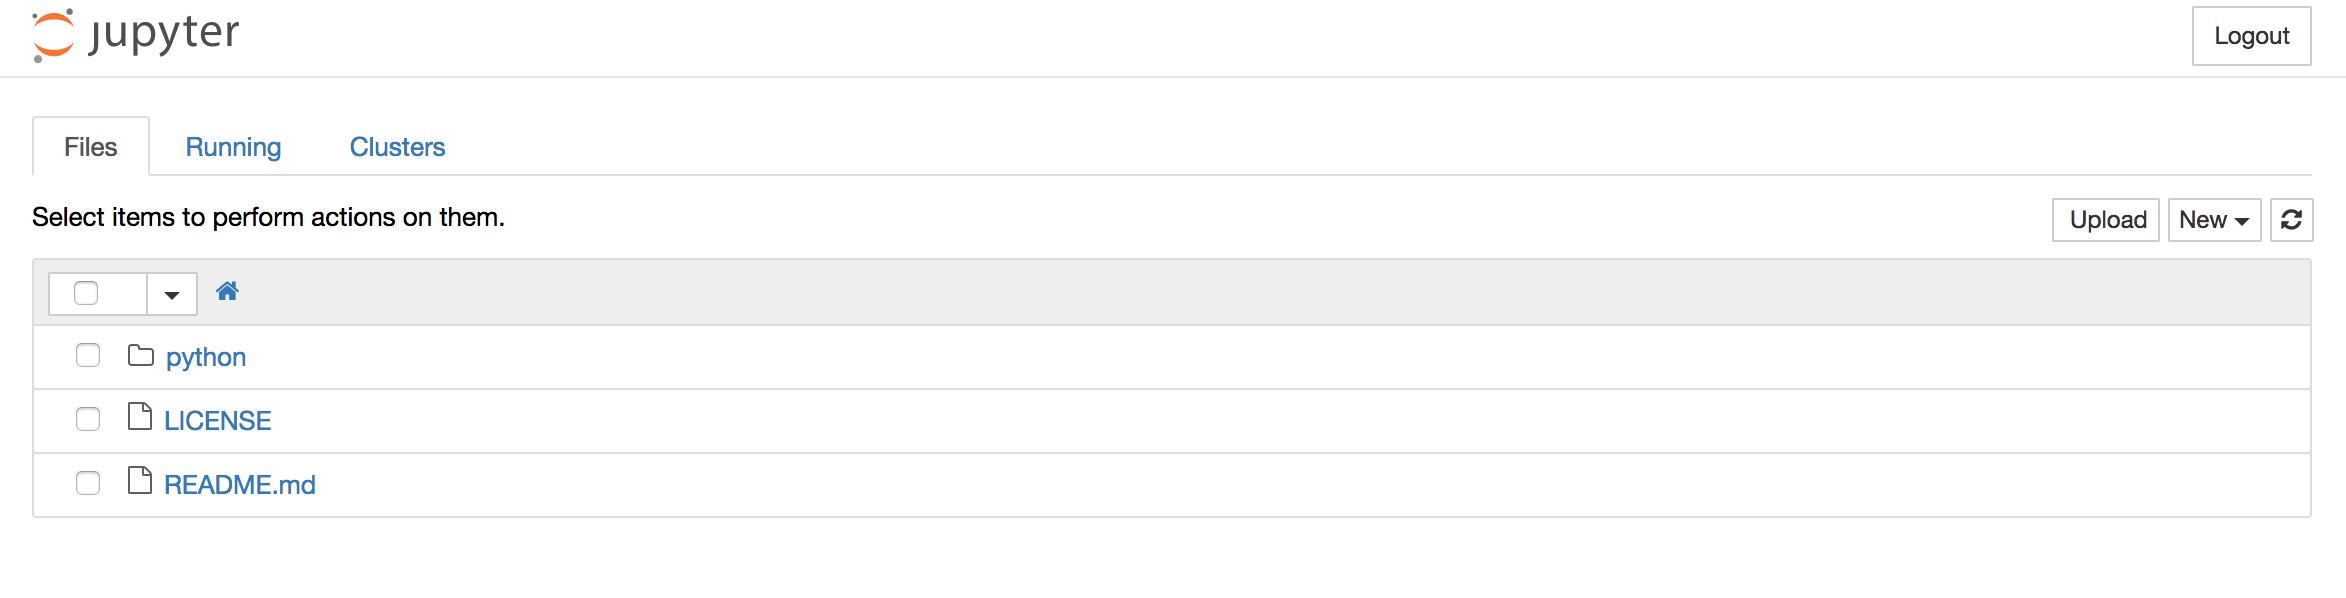 jupyter
Logout
Files Running Clusters
Select items to perform actions on them.
Upload New
python
LICENSE
README.md